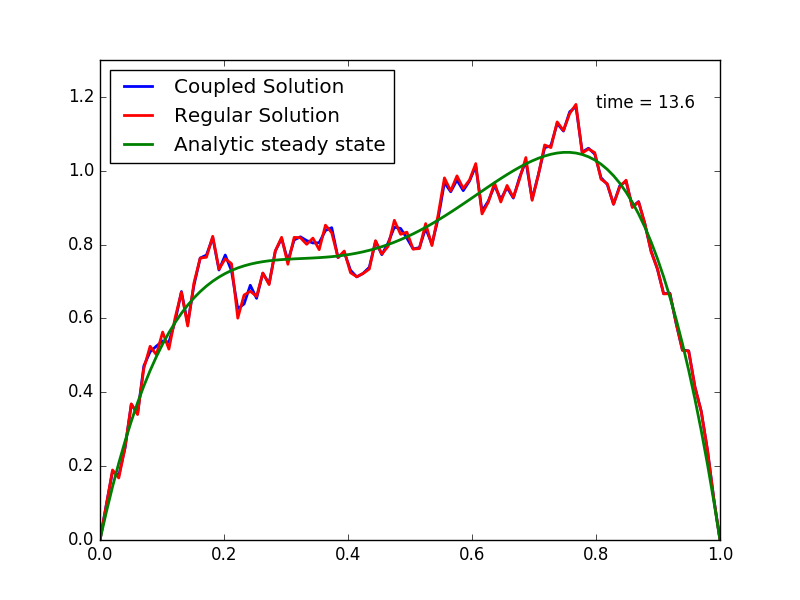 Coupled Solution
Regular Solution
Analytic steady state
time = 13.6
1.2
1.0
0.8
0.6
0.4
0.2
0.0
0.0 0.2 0.4 0.6 0.8 1.0